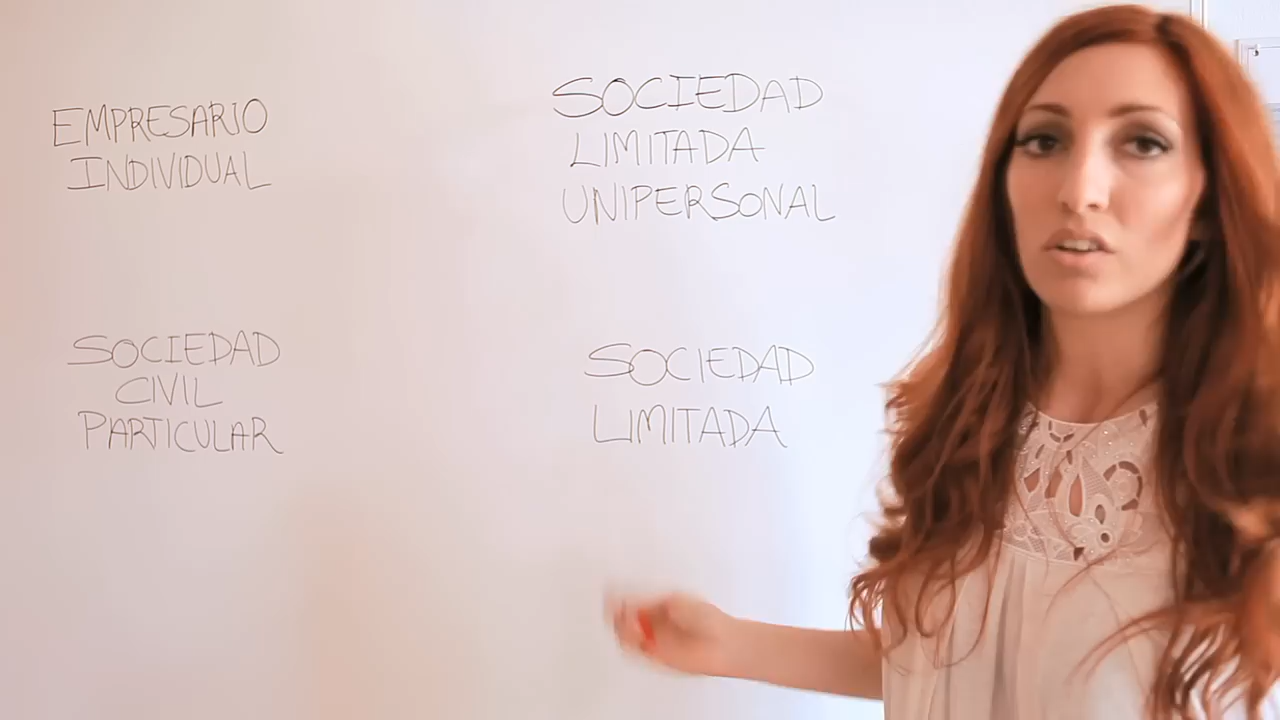 EMPRESARIO
INDIVIDUAL
SOCIEDAD
LIMITADA
UNIPERSONAL
SOCIEDAD
CIVIL
PARTICULAR
SOCIEDAD
LIMITADA